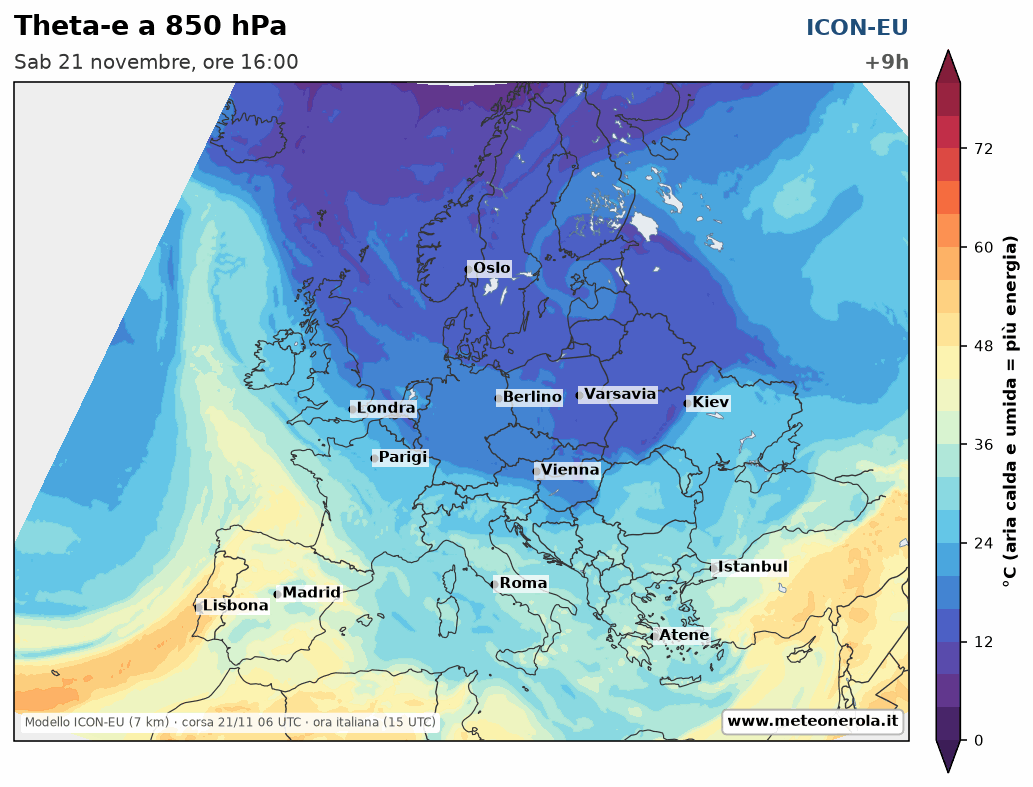 Theta-e a 850 hPa
ICON-EU
Sab 21 novembre, ore 16:00
+9h
72
60
48
36
24
12
0
°C (aria calda e umida = più energia)
Oslo
Berlino
Varsavia
Kiev
Londra
Parigi
Vienna
Istanbul
Roma
Madrid
Lisbona
Atene
Modello ICON-EU (7 km) · corsa 21/11 06 UTC · ora italiana (15 UTC)
www.meteonerola.it